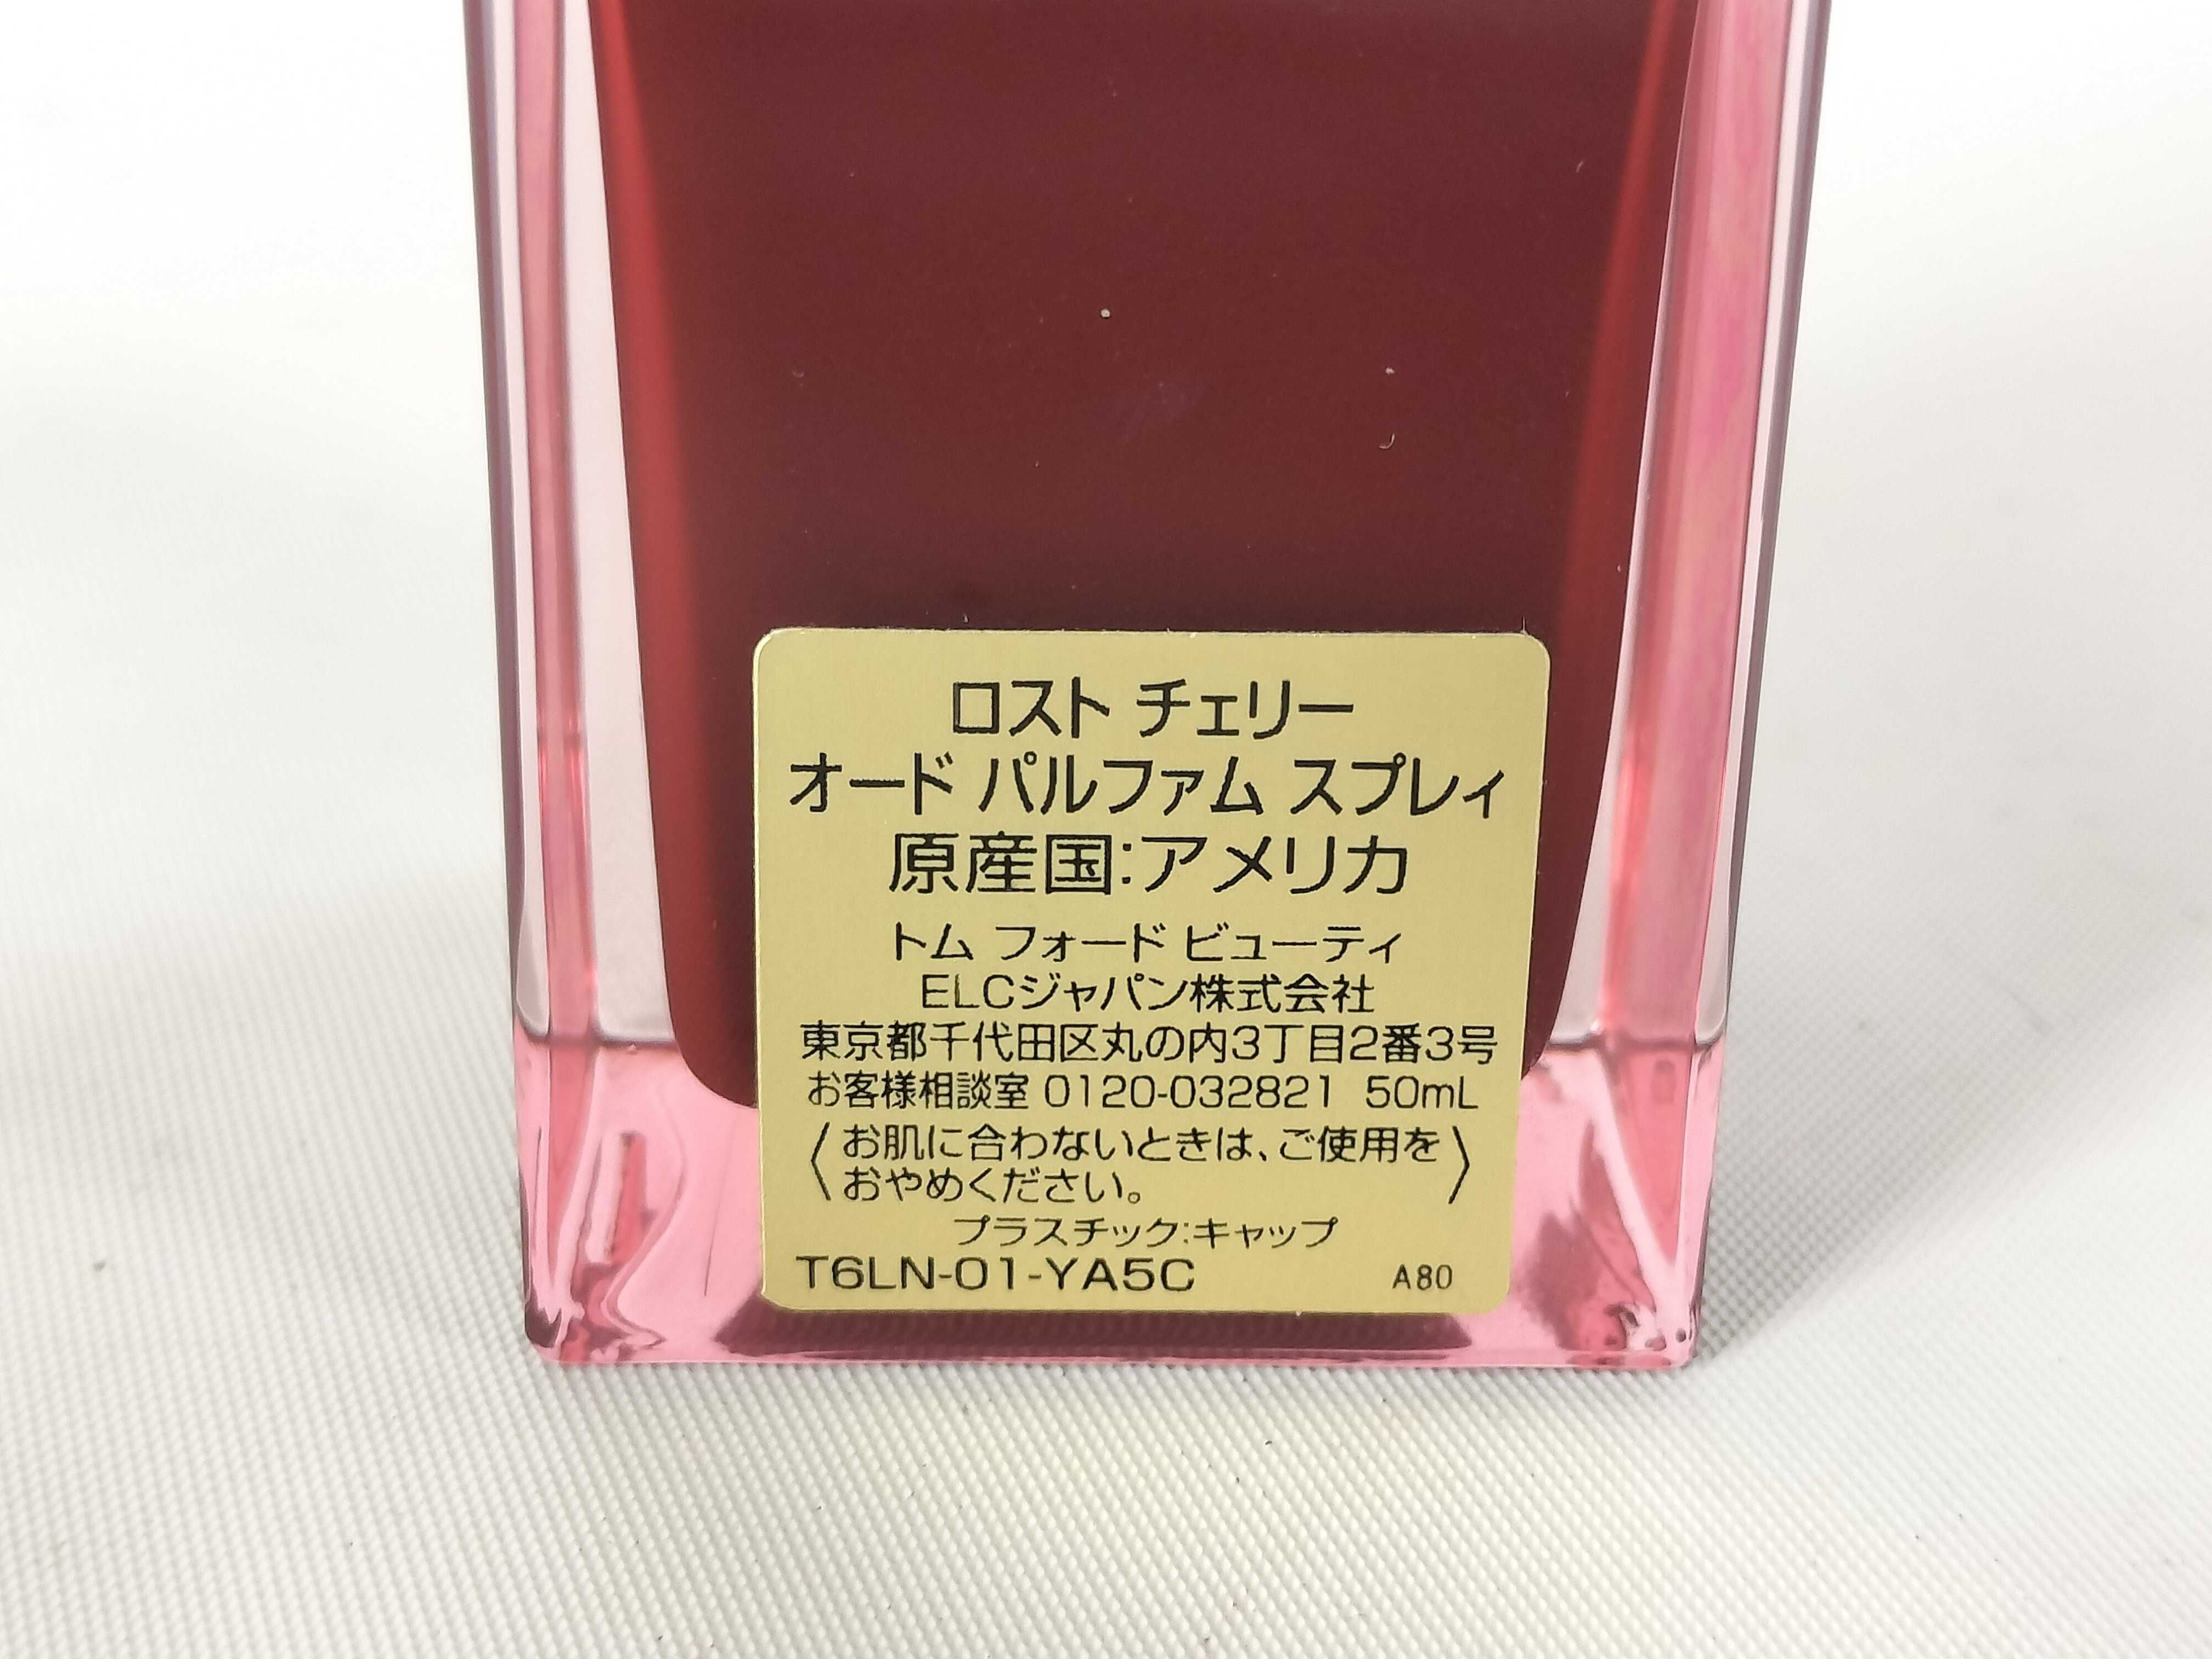 ロスト チェリー
オード パルファム スプレィ
原産国:アメリカ
トム フォード ビューティ
ELCジャパン株式会社
東京都千代田区丸の内3丁目2番3号
お客様相談室 0120-032821 50mL
〈お肌に合わないときは、ご使用を
おやめください。〉
プラスチック:キャップ
T6LN-01-YA5C A80